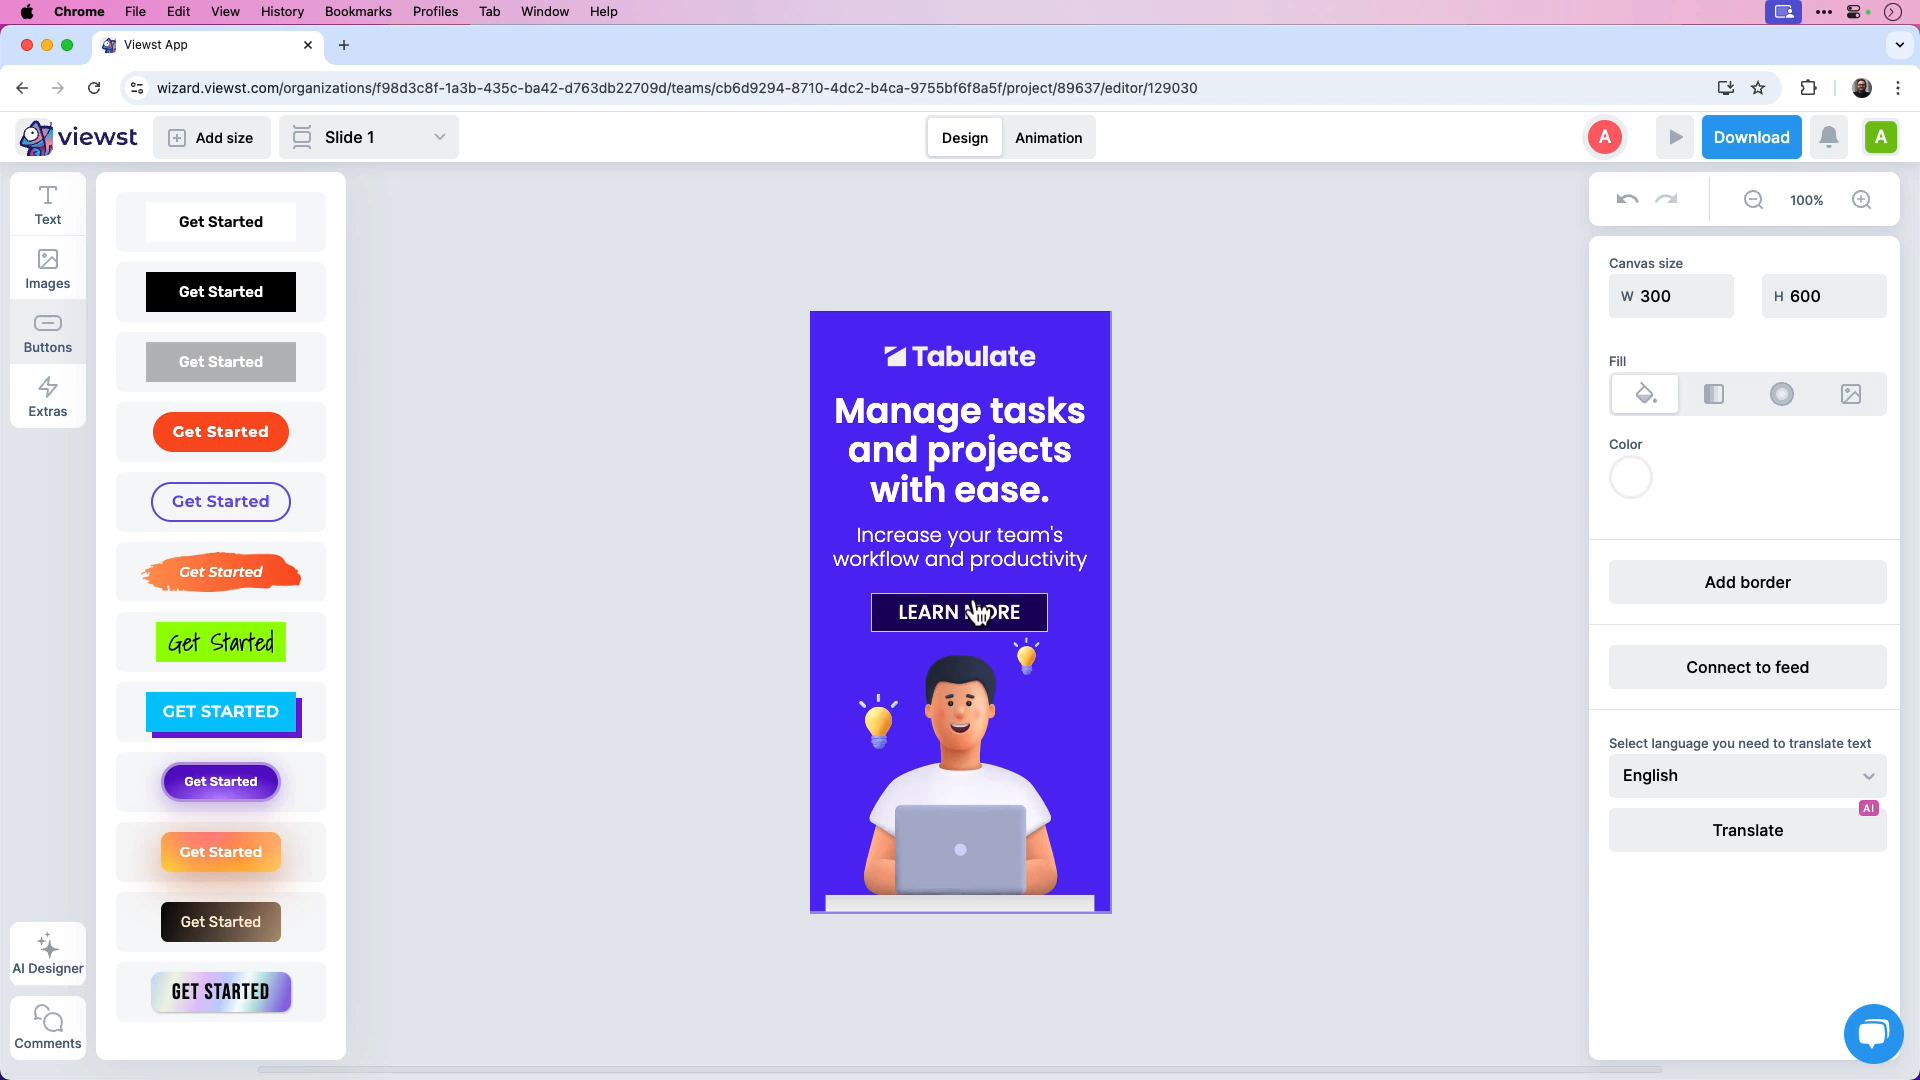 Chrome File Edit View History Bookmarks Profiles Tab Window Help
Viewst App
wizard.viewst.com/organizations/f98d3c8f-1a3b-435c-ba42-d763db22709d/teams/cb6d9294-8710-4dc2-b4ca-9755bf6f8a5f/project/89637/editor/129030
viewst
Add size
Slide 1
Design
Animation
A
Download
A
Text
Images
Buttons
Extras
AI Designer
Comments
Get Started
Get Started
Get Started
Get Started
Get Started
Get Started
Get Started
GET STARTED
Get Started
Get Started
Get Started
GET STARTED
Tabulate
Manage tasks
and projects
with ease.
Increase your team's
workflow and productivity
LEARN MORE
100%
Canvas size
W 300
H 600
Fill
Color
Add border
Connect to feed
Select language you need to translate text
English
AI
Translate